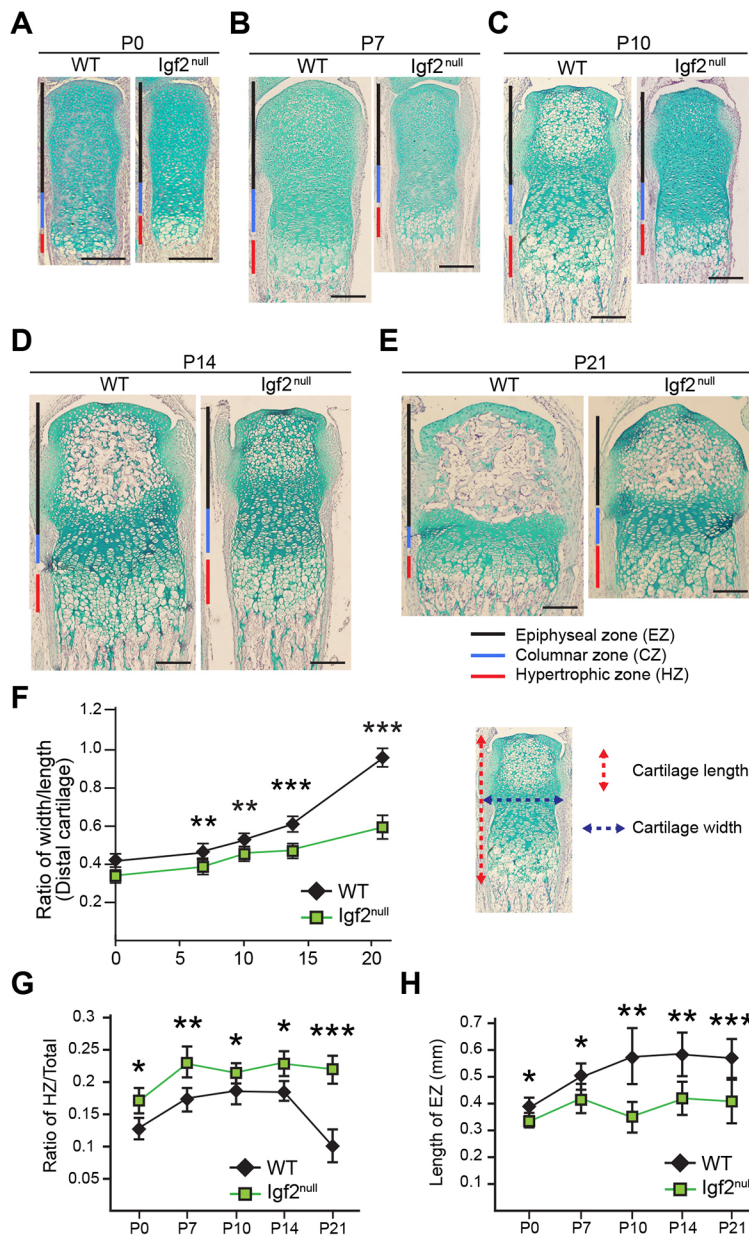 A
P0
WT Igf2null
B
P7
WT Igf2null
C
P10
WT Igf2null
D
P14
WT Igf2null
E
P21
WT Igf2null
Epiphyseal zone (EZ)
Columnar zone (CZ)
Hypertrophic zone (HZ)
F
Ratio of width/length
(Distal cartilage)
1.2
1.0
0.8
0.6
0.4
0.2
** ** *** ***
WT
Igf2null
0 5 10 15 20
Cartilage length
Cartilage width
G
Ratio of HZ/Total
0.3
0.25
0.2
0.15
0.1
0.05
* ** * * ***
WT
Igf2null
P0 P7 P10 P14 P21
H
Length of EZ (mm)
0.7
0.6
0.5
0.4
0.3
0.1
* * ** ** ***
WT
Igf2null
P0 P7 P10 P14 P21